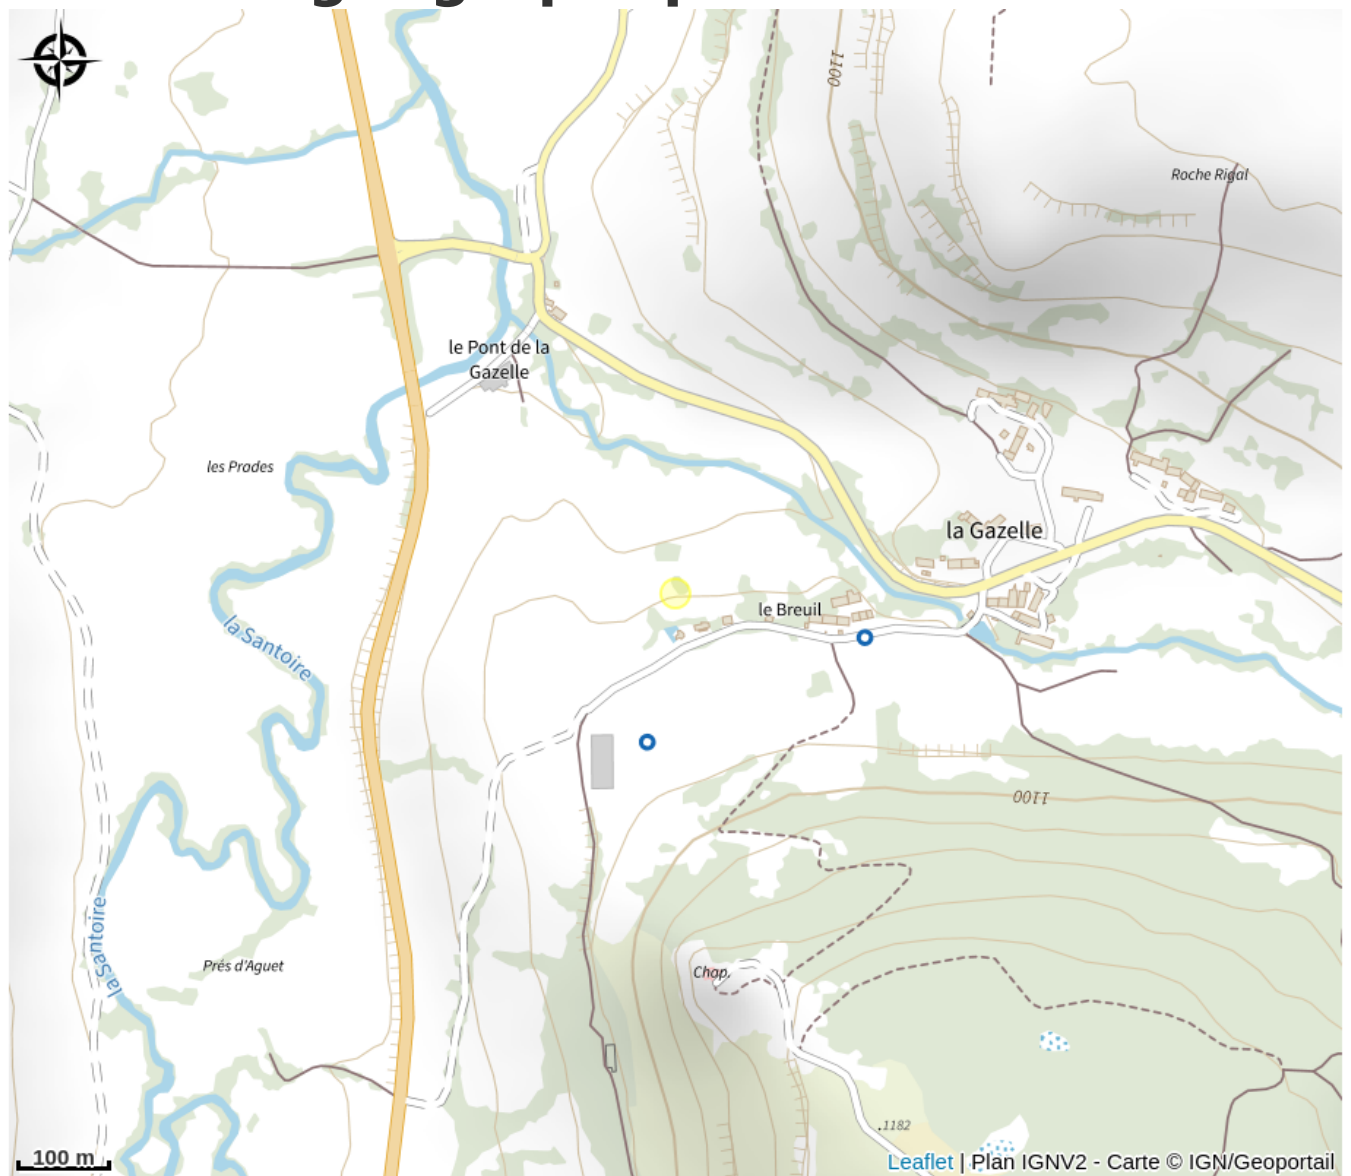 1100
Roche Rigal
le Pont de la
Gazelle
les Prades
la Gazelle
le Breuil
la Santoire
1100
la Santoire
Prés d'Aguet
Chap.
.1182
100 m
Leaflet | Plan IGNV2 - Carte © IGN/Geoportail